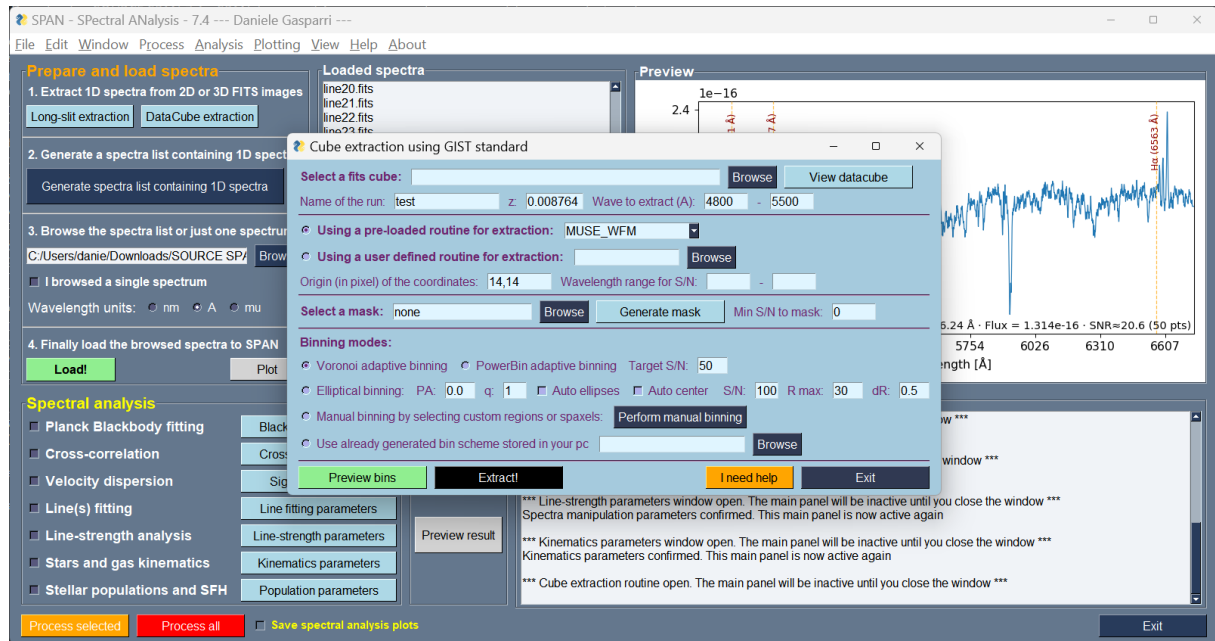 SPAN - SPectral ANalysis - 7.4 --- Daniele Gasparri ---
File Edit Window Process Analysis Plotting View Help About
Prepare and load spectra
1. Extract 1D spectra from 2D or 3D FITS images
Long-slit extraction DataCube extraction
2. Generate a spectra list containing 1D spect
Generate spectra list containing 1D spectra
3. Browse the spectra list or just one spectrum
C:/Users/danie/Downloads/SOURCE SPA Brow
I browsed a single spectrum
Wavelength units: nm A mu
4. Finally load the browsed spectra to SPAN
Load! Plot
Loaded spectra
line20.fits
line21.fits
line22.fits
line23.fits
Preview
1e-16
2.4
Hα (6563 Å)
6.24 Å · Flux = 1.314e-16 · SNR≈20.6 (50 pts)
5754 6026 6310 6607
ength [Å]
Cube extraction using GIST standard
Select a fits cube: Browse View datacube
Name of the run: test z: 0.008764 Wave to extract (A): 4800 - 5500
Using a pre-loaded routine for extraction: MUSE_WFM
Using a user defined routine for extraction: Browse
Origin (in pixel) of the coordinates: 14,14 Wavelength range for S/N: -
Select a mask: none Browse Generate mask Min S/N to mask: 0
Binning modes:
Voronoi adaptive binning PowerBin adaptive binning Target S/N: 50
Elliptical binning: PA: 0.0 q: 1 Auto ellipses Auto center S/N: 100 R max: 30 dR: 0.5
Manual binning by selecting custom regions or spaxels: Perform manual binning
Use already generated bin scheme stored in your pc Browse
Preview bins Extract! I need help Exit
Spectral analysis
Planck Blackbody fitting Black
Cross-correlation Cross
Velocity dispersion Sig
Line(s) fitting Line fitting parameters
Line-strength analysis Line-strength parameters
Stars and gas kinematics Kinematics parameters
Stellar populations and SFH Population parameters
Preview result
ow ***
window ***
*** Line-strength parameters window open. The main panel will be inactive until you close the window ***
Spectra manipulation parameters confirmed. This main panel is now active again
*** Kinematics parameters window open. The main panel will be inactive until you close the window ***
Kinematics parameters confirmed. This main panel is now active again
*** Cube extraction routine open. The main panel will be inactive until you close the window ***
Process selected Process all Save spectral analysis plots Exit